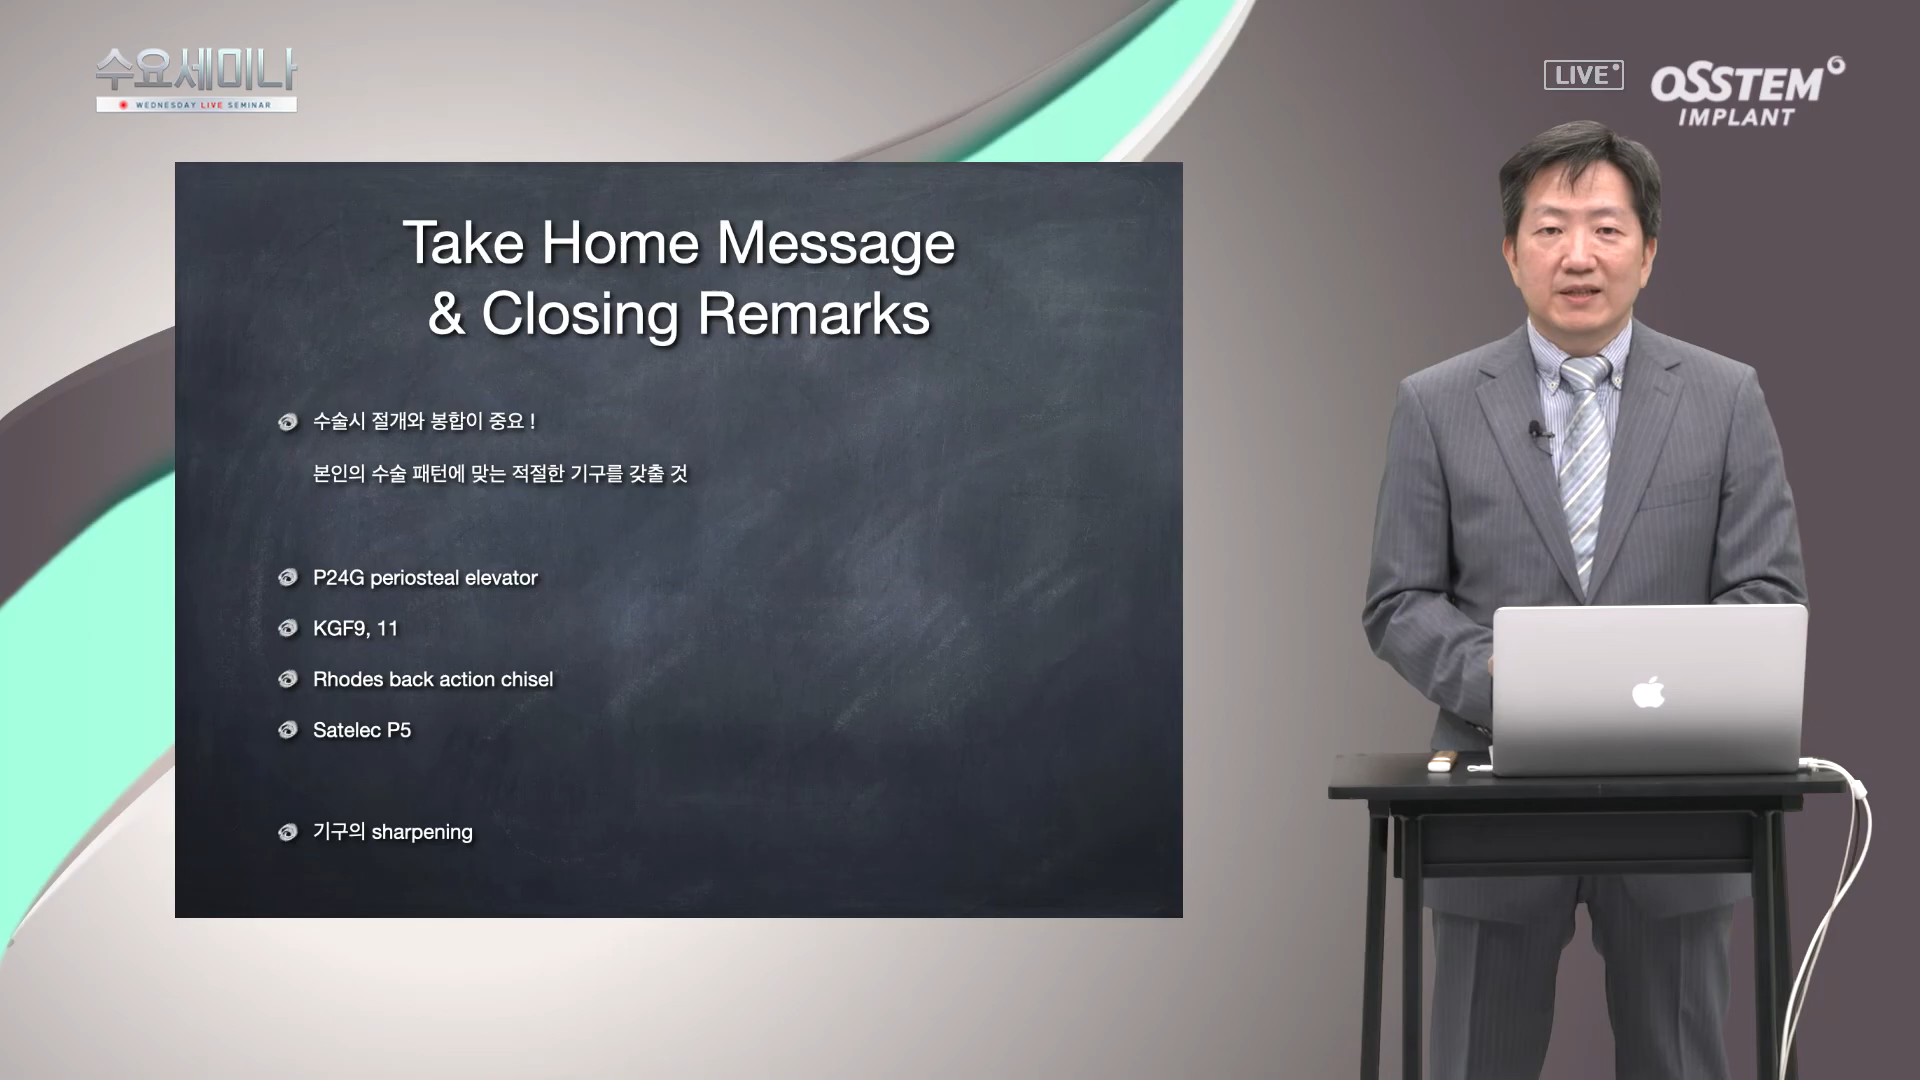 수요세미나
WEDNESDAY LIVE SEMINAR
LIVE
OSSTEM
IMPLANT
Take Home Message
& Closing Remarks
수술시 절개와 봉합이 중요 !
본인의 수술 패턴에 맞는 적절한 기구를 갖출 것
P24G periosteal elevator
KGF9, 11
Rhodes back action chisel
Satelec P5
기구의 sharpening